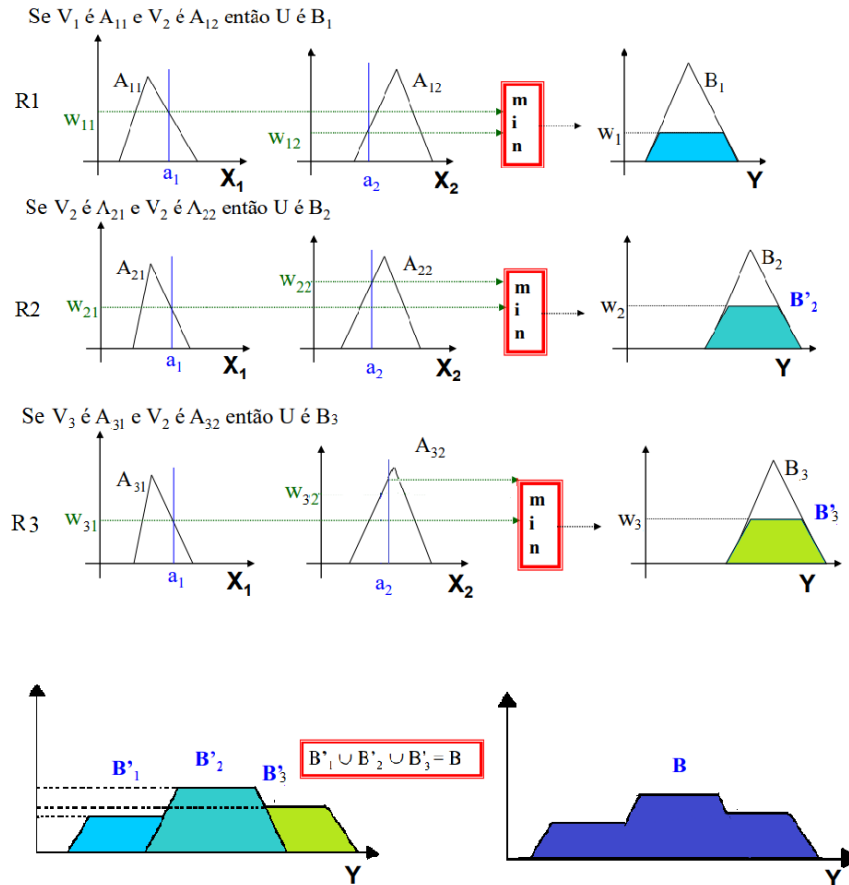 Se V₁ é A₁₁ e V₂ é A₁₂ então U é B₁
R1
A₁₁
w₁₁
a₁
X₁
A₁₂
w₁₂
a₂
X₂
m
i
n
B₁
w₁
Y
Se V₂ é A₂₁ e V₂ é A₂₂ então U é B₂
R2
A₂₁
w₂₁
a₁
X₁
A₂₂
w₂₂
a₂
X₂
m
i
n
B₂
B'₂
w₂
Y
Se V₃ é A₃₁ e V₂ é A₃₂ então U é B₃
R3
A₃₁
w₃₁
a₁
X₁
A₃₂
w₃₂
a₂
X₂
m
i
n
B₃
B'₃
w₃
Y
B'₁
B'₂
B'₃
Y
B'₁ ∪ B'₂ ∪ B'₃ = B
B
Y